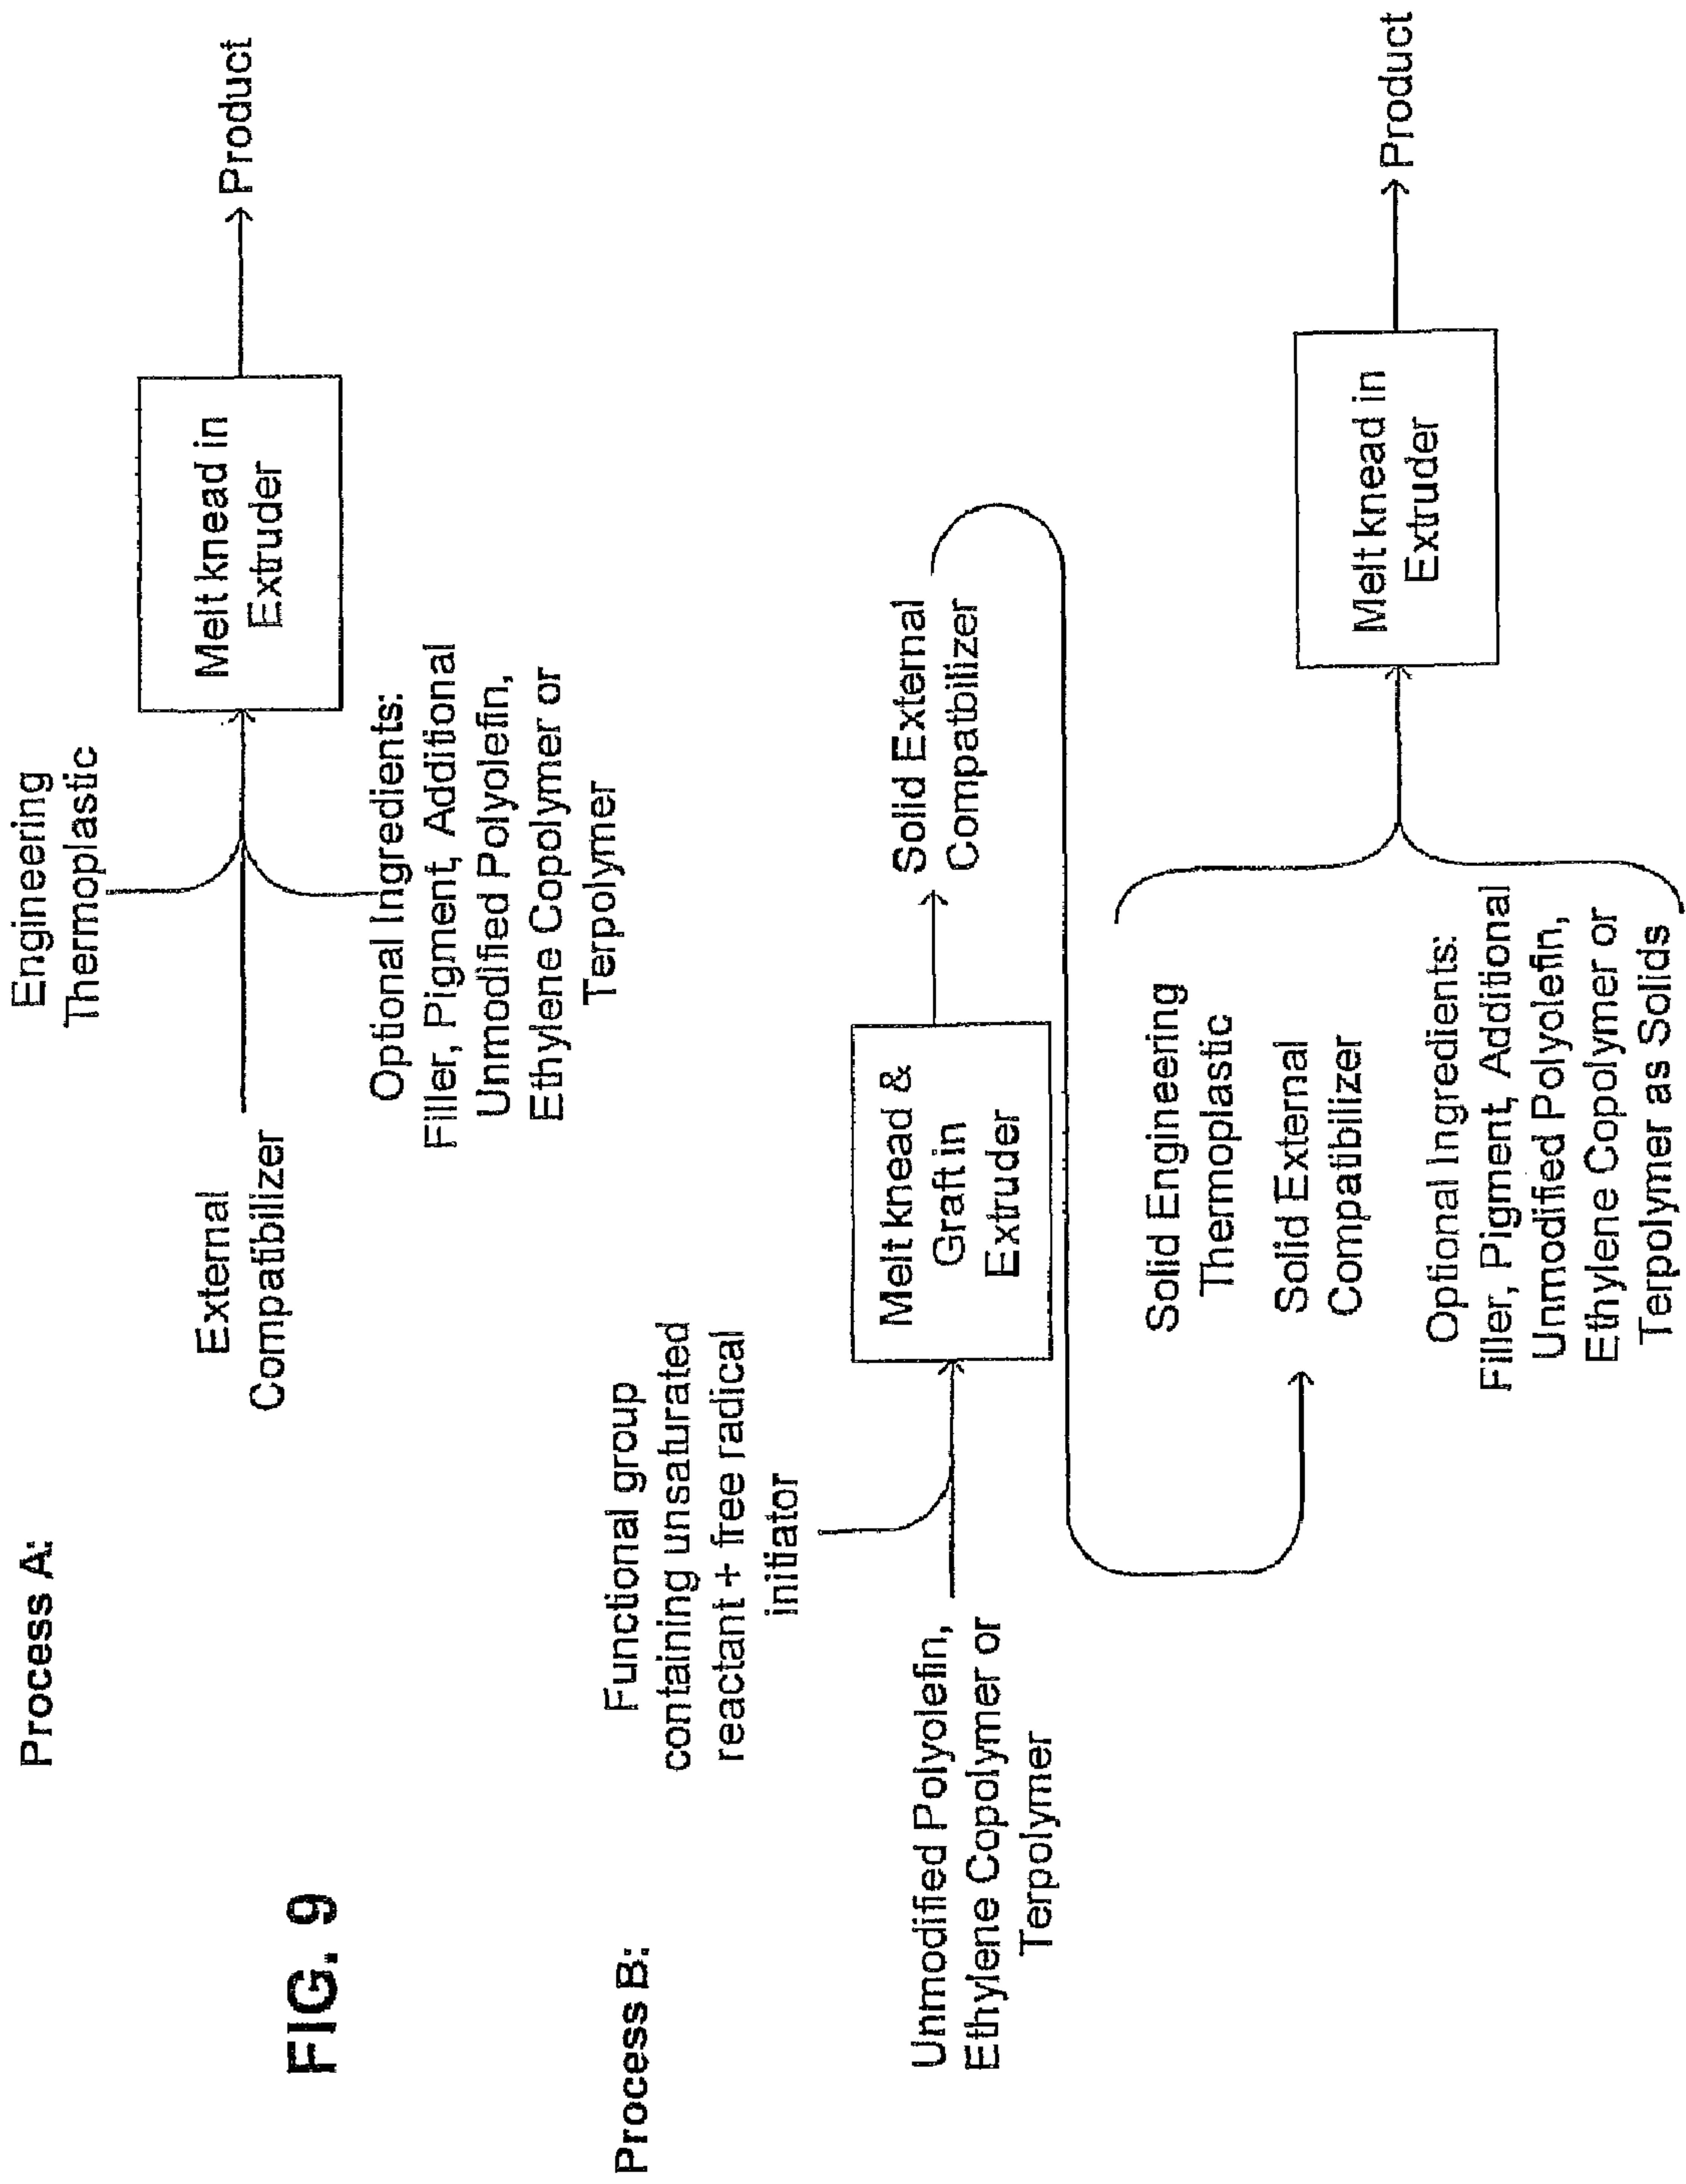 FIG. 9
Process A:
Engineering
Thermoplastic
External
Compatibilizer
Optional Ingredients:
Filler, Pigment, Additional
Unmodified Polyolefin,
Ethylene Copolymer or
Terpolymer
Melt knead in
Extruder
Product
Process B:
Functional group
containing unsaturated
reactant + free radical
initiator
Unmodified Polyolefin,
Ethylene Copolymer or
Terpolymer
Melt knead &
Graft in
Extruder
Solid External
Compatbilizer
Solid Engineering
Thermoplastic
Solid External
Compatibilizer
Optional Ingredients:
Filler, Pigment, Additional
Unmodified Polyolefin,
Ethylene Copolymer or
Terpolymer as Solids
Melt knead in
Extruder
Product